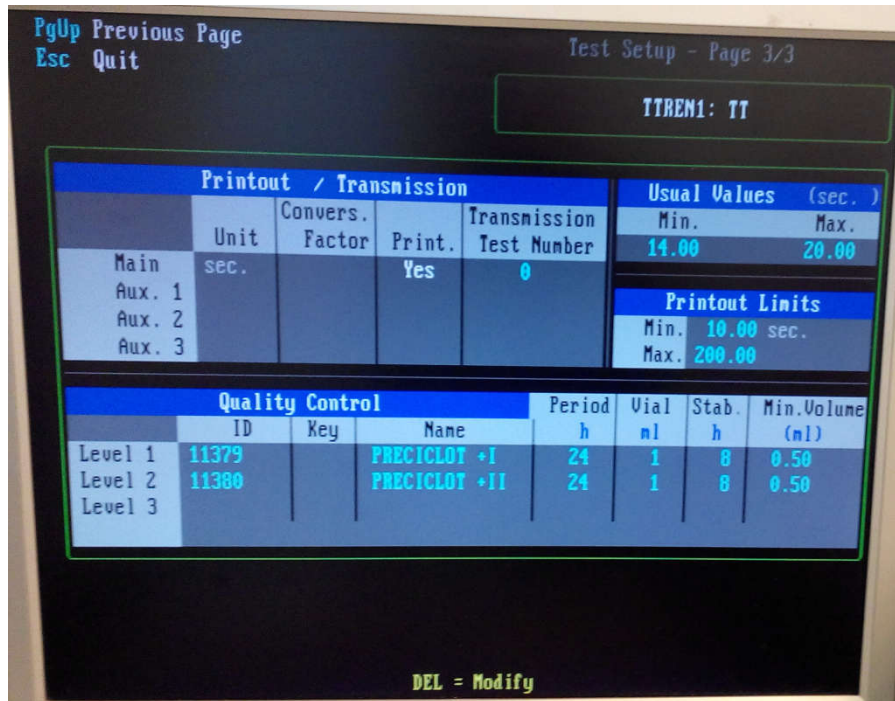 PgUp Previous Page
Esc Quit
Test Setup - Page 3/3
TTREN1: TT
Printout / Transmission
Unit Convers. Factor Print. Transmission Test Number
Main sec. Yes 0
Aux. 1
Aux. 2
Aux. 3
Usual Values (sec. )
Min. Max.
14.00 20.00
Printout Limits
Min. 10.00 sec.
Max. 200.00
Quality Control Period Vial Stab. Min.Volume
ID Key Name h ml h (ml)
Level 1 11379 PRECICLOT +I 24 1 8 0.50
Level 2 11380 PRECICLOT +II 24 1 8 0.50
Level 3
DEL = Modify